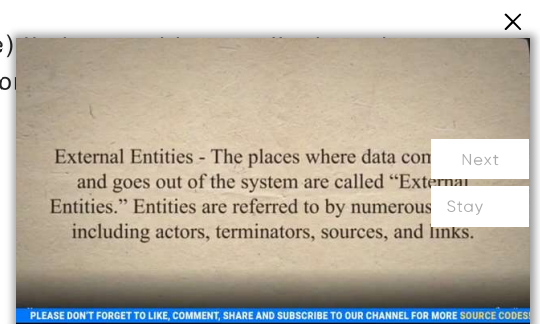 e)
or
External Entities - The places where data com
and goes out of the system are called “External
Entities.” Entities are referred to by numerous
including actors, terminators, sources, and links.
Next
Stay
PLEASE DON'T FORGET TO LIKE, COMMENT, SHARE AND SUBSCRIBE TO OUR CHANNEL FOR MORE SOURCE CODES!